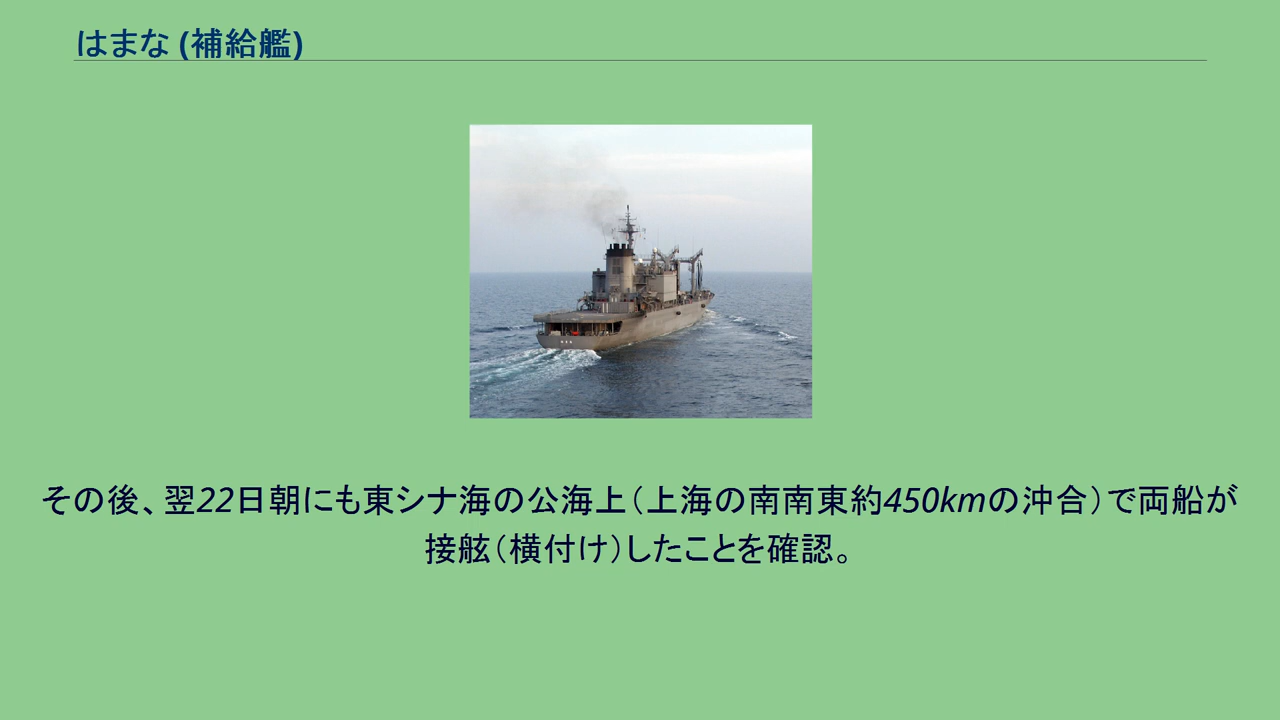 はまな (補給艦)
その後、翌22日朝にも東シナ海の公海上（上海の南南東約450kmの沖合）で両船が
接舷（横付け）したことを確認。